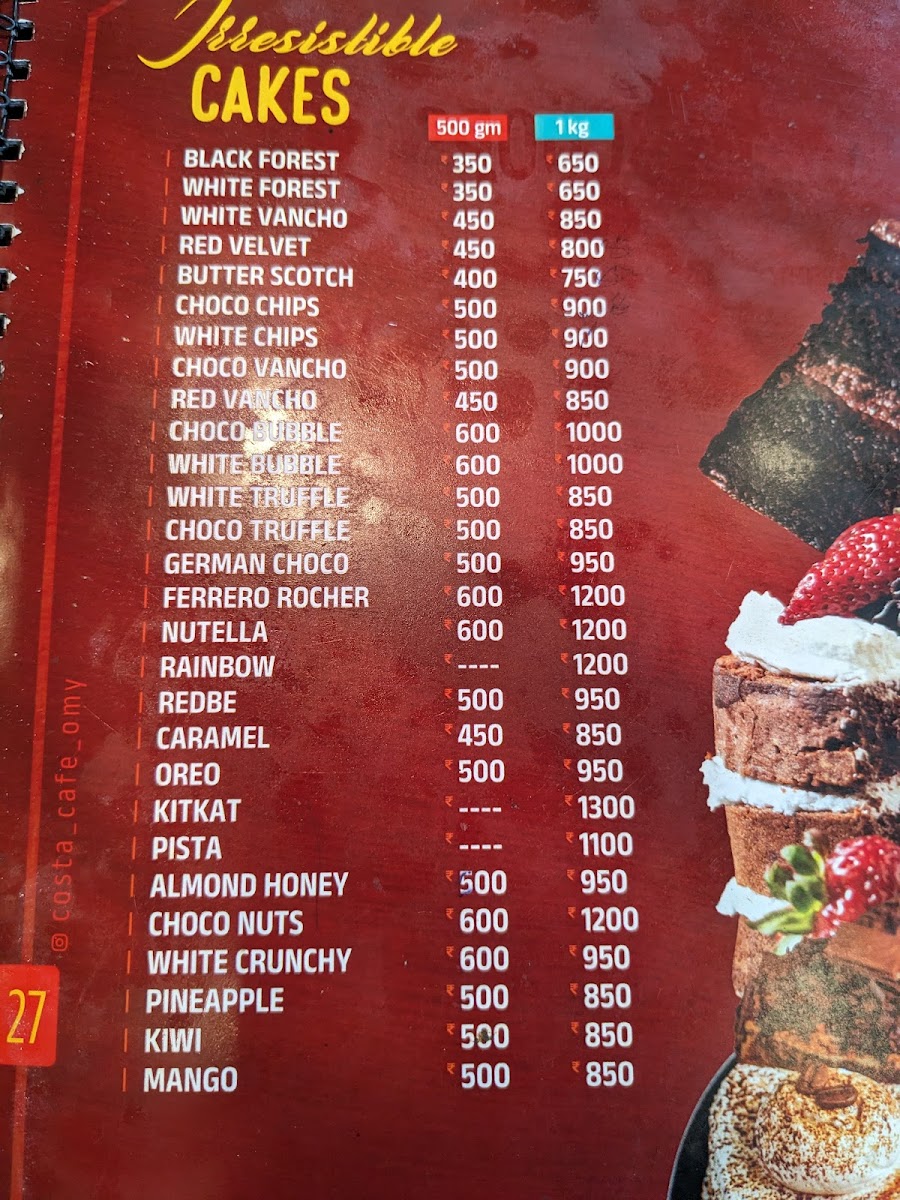 Irresistible
CAKES
500 gm 1 kg
BLACK FOREST ₹350 ₹650
WHITE FOREST ₹350 ₹650
WHITE VANCHO ₹450 ₹850
RED VELVET ₹450 ₹800
BUTTER SCOTCH ₹400 ₹750
CHOCO CHIPS ₹500 ₹900
WHITE CHIPS ₹500 ₹900
CHOCO VANCHO ₹500 ₹900
RED VANCHO ₹450 ₹850
CHOCO BUBBLE ₹600 ₹1000
WHITE BUBBLE ₹600 ₹1000
WHITE TRUFFLE ₹500 ₹850
CHOCO TRUFFLE ₹500 ₹850
GERMAN CHOCO ₹500 ₹950
FERRERO ROCHER ₹600 ₹1200
NUTELLA ₹600 ₹1200
RAINBOW ₹---- ₹1200
REDBE ₹500 ₹950
CARAMEL ₹450 ₹850
OREO ₹500 ₹950
KITKAT ₹---- ₹1300
PISTA ₹---- ₹1100
ALMOND HONEY ₹500 ₹950
CHOCO NUTS ₹600 ₹1200
WHITE CRUNCHY ₹600 ₹950
PINEAPPLE ₹500 ₹850
KIWI ₹500 ₹850
MANGO ₹500 ₹850
costa_cafe_omy
27